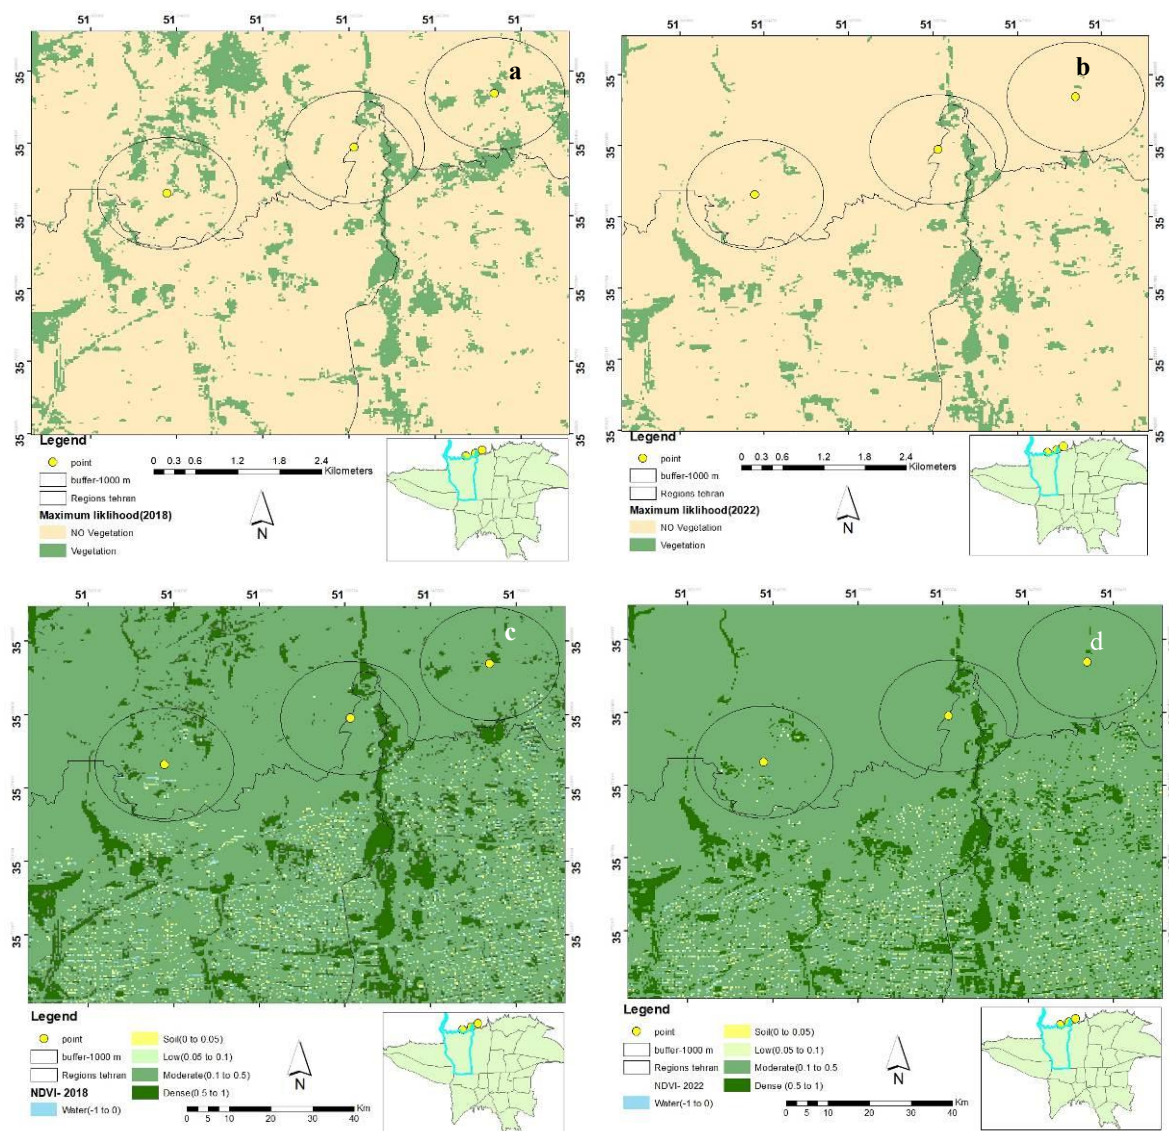 51 51 51 51 51 51
a
35 35 35 35 35 35
35 35 35 35 35 35
Legend
point
buffer-1000 m
Regions tehran
Maximum liklihood(2018)
NO Vegetation
Vegetation
0 0.3 0.6 1.2 1.8 2.4
Kilometers
N
51 51 51 51 51 51
b
35 35 35 35 35 35
Legend
point
buffer-1000 m
Regions tehran
Maximum liklihood(2022)
NO Vegetation
Vegetation
0 0.3 0.6 1.2 1.8 2.4
Kilometers
N
51 51 51 51 51 51
c
35 35 35 35 35
35 35 35 35 35
Legend
point
buffer-1000 m
Regions tehran
NDVI- 2018
Water(-1 to 0)
Soil(0 to 0.05)
Low(0.05 to 0.1)
Moderate(0.1 to 0.5)
Dense(0.5 to 1)
N
0 5 10 20 30 40
Km
51 51 51 51 51 51
d
35 35 35 35 35
35 35 35 35 35
Legend
point
buffer-1000 m
Regions tehran
NDVI- 2022
Water(-1 to 0)
Soil(0 to 0.05)
Low(0.05 to 0.1)
Moderate(0.1 to 0.5)
Dense (0.5 to 1)
N
0 5 10 20 30 40
Km